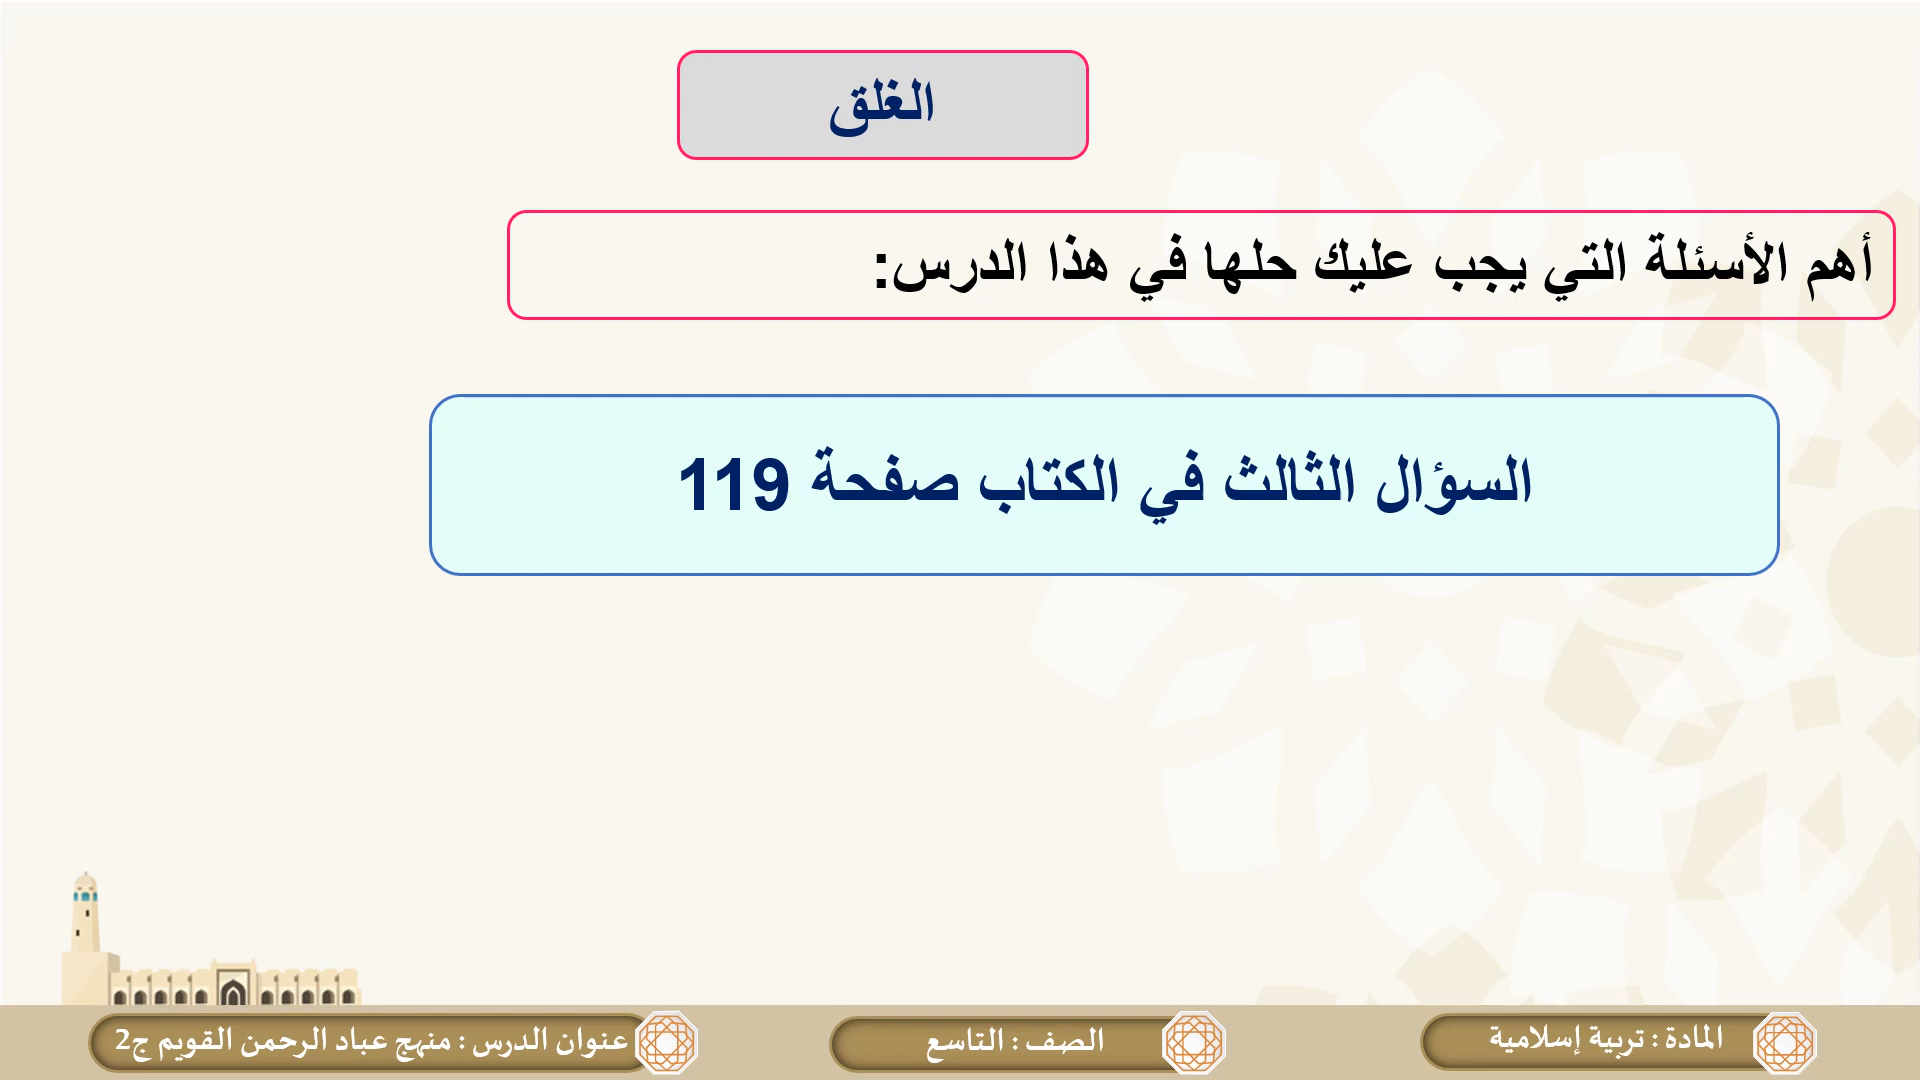 الغلق
أهم الأسئلة التي يجب عليك حلها في هذا الدرس:
السؤال الثالث في الكتاب صفحة 119
المادة : تربية إسلامية
الصف : التاسع
عنوان الدرس : منهج عباد الرحمن القويم ج2